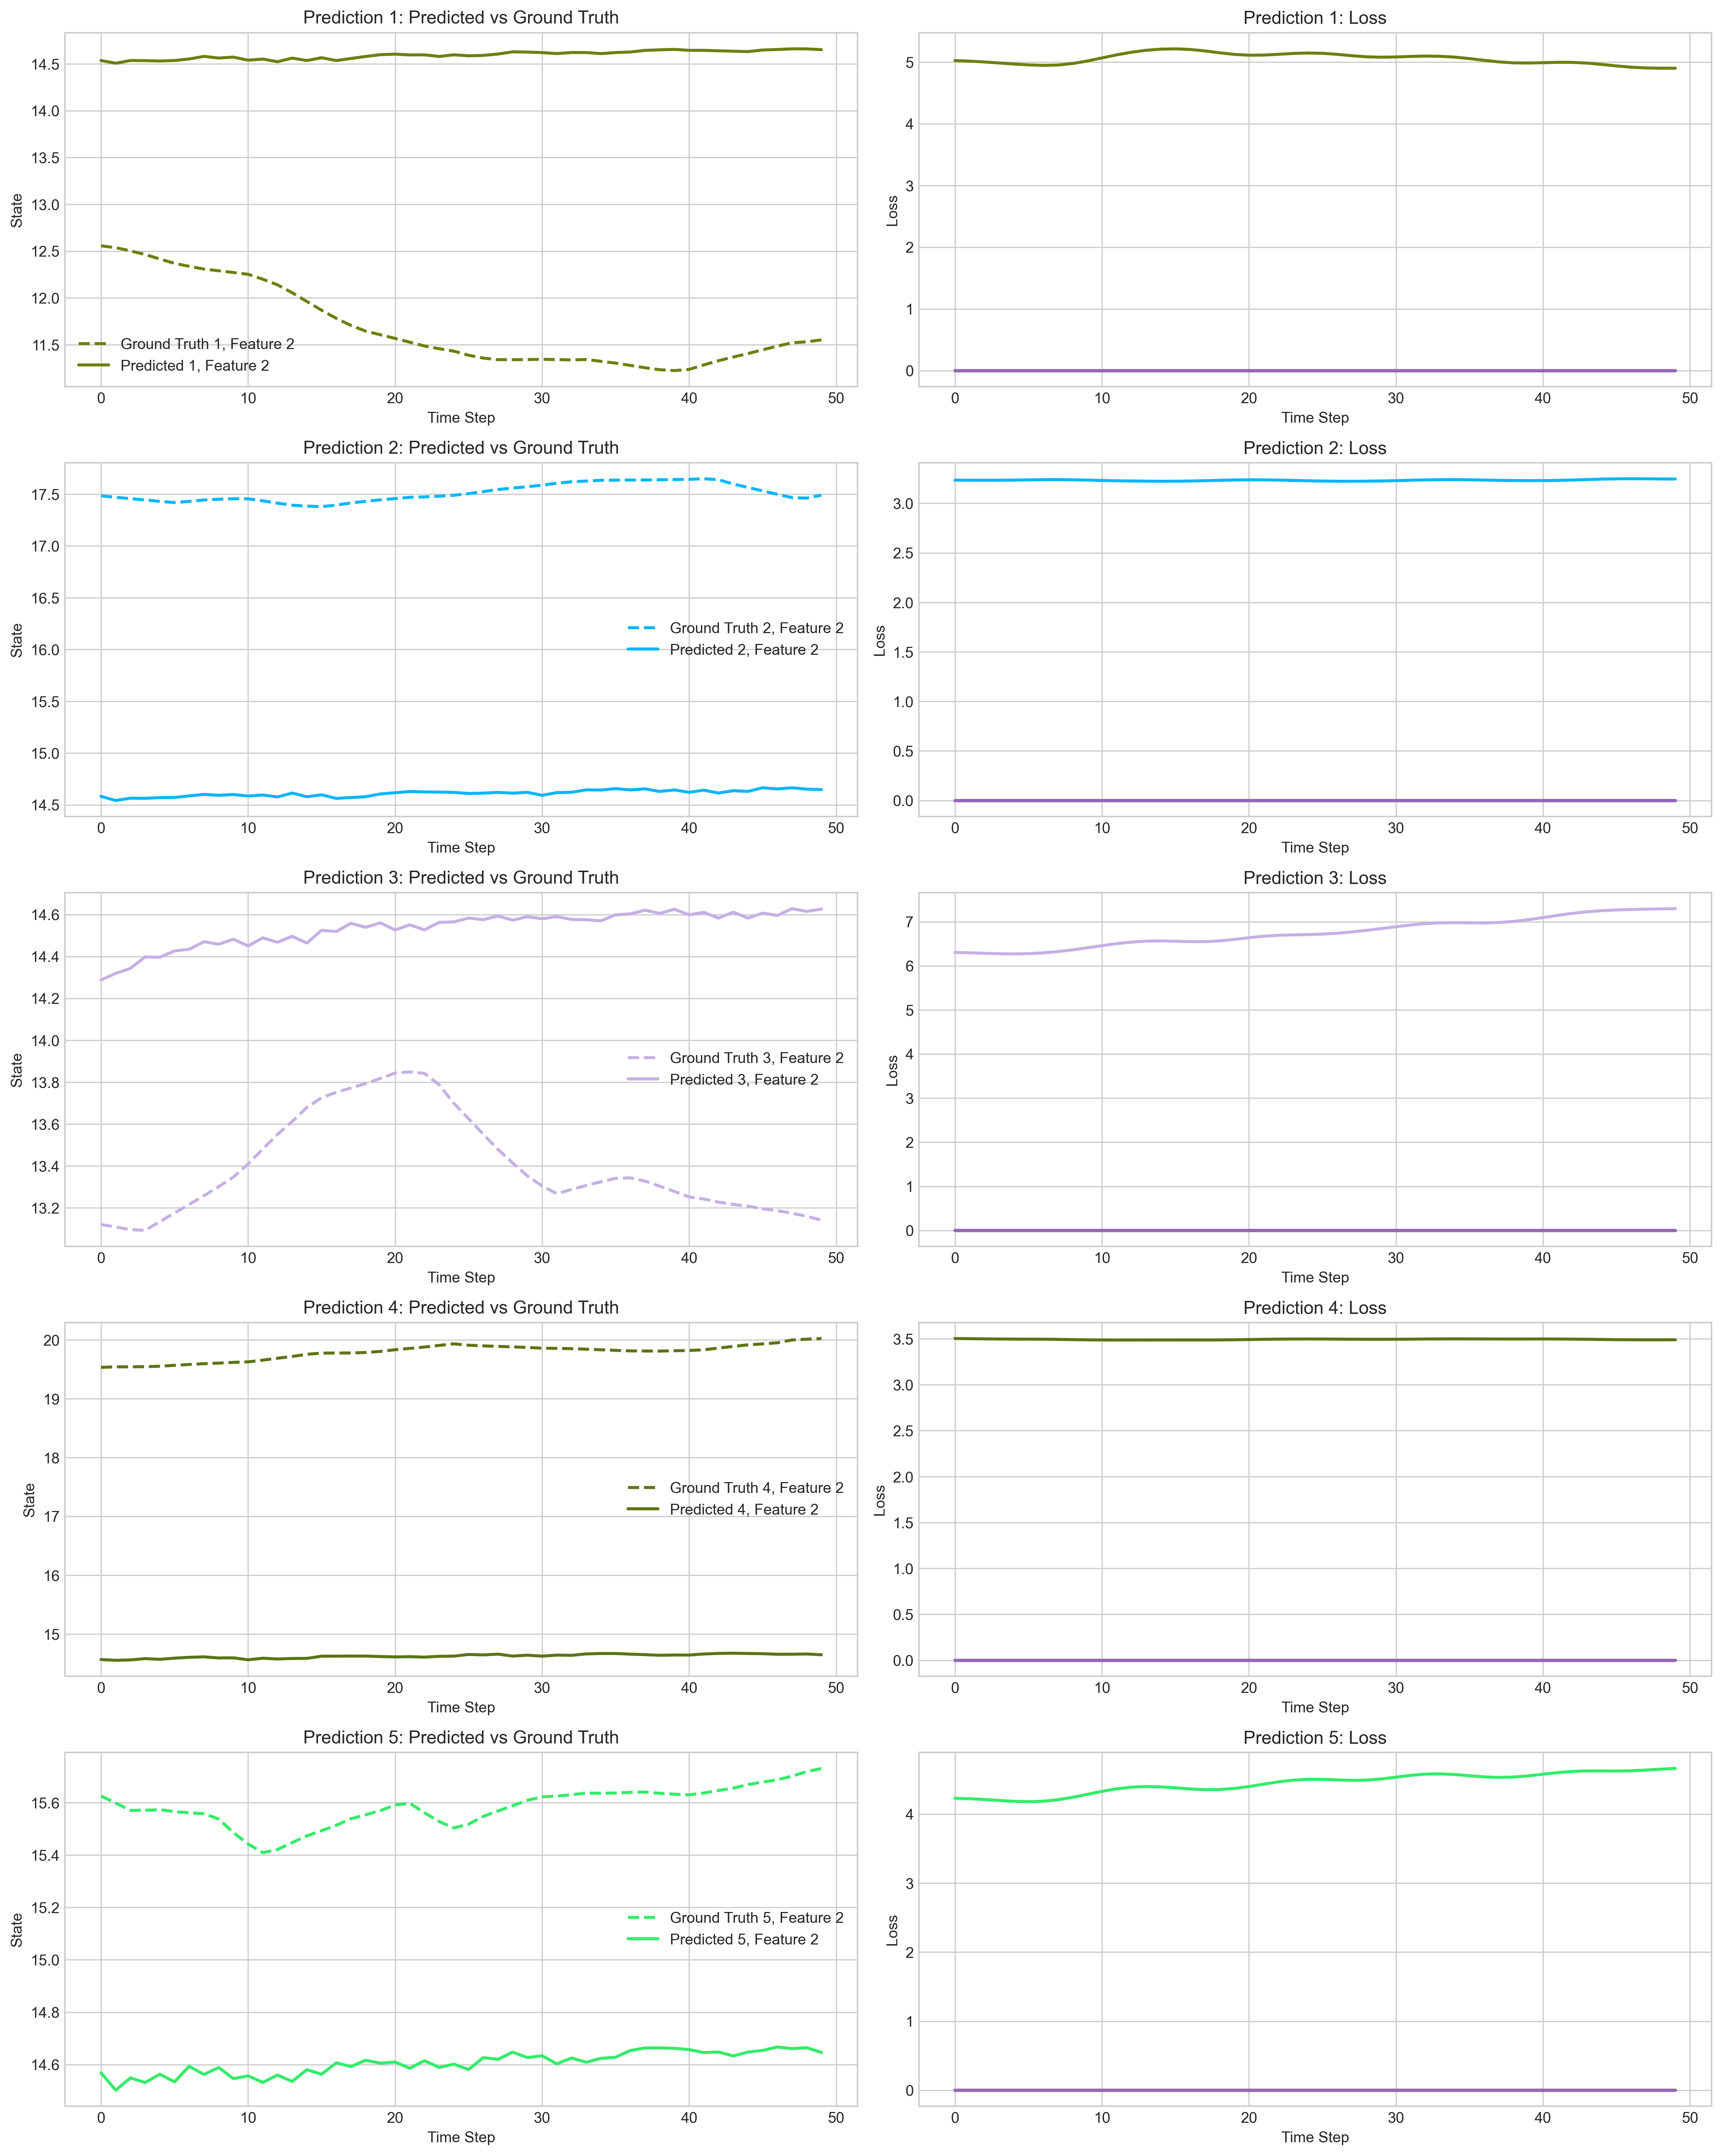 Prediction 1: Predicted vs Ground Truth
State
14.5
14.0
13.5
13.0
12.5
12.0
11.5
Ground Truth 1, Feature 2
Predicted 1, Feature 2
0 10 20 30 40 50
Time Step
Prediction 1: Loss
Loss
5
4
3
2
1
0
0 10 20 30 40 50
Time Step
Prediction 2: Predicted vs Ground Truth
State
17.5
17.0
16.5
16.0
15.5
15.0
14.5
Ground Truth 2, Feature 2
Predicted 2, Feature 2
0 10 20 30 40 50
Time Step
Prediction 2: Loss
Loss
3.0
2.5
2.0
1.5
1.0
0.5
0.0
0 10 20 30 40 50
Time Step
Prediction 3: Predicted vs Ground Truth
State
14.6
14.4
14.2
14.0
13.8
13.6
13.4
13.2
Ground Truth 3, Feature 2
Predicted 3, Feature 2
0 10 20 30 40 50
Time Step
Prediction 3: Loss
Loss
7
6
5
4
3
2
1
0
0 10 20 30 40 50
Time Step
Prediction 4: Predicted vs Ground Truth
State
20
19
18
17
16
15
Ground Truth 4, Feature 2
Predicted 4, Feature 2
0 10 20 30 40 50
Time Step
Prediction 4: Loss
Loss
3.5
3.0
2.5
2.0
1.5
1.0
0.5
0.0
0 10 20 30 40 50
Time Step
Prediction 5: Predicted vs Ground Truth
State
15.6
15.4
15.2
15.0
14.8
14.6
Ground Truth 5, Feature 2
Predicted 5, Feature 2
0 10 20 30 40 50
Time Step
Prediction 5: Loss
Loss
4
3
2
1
0
0 10 20 30 40 50
Time Step